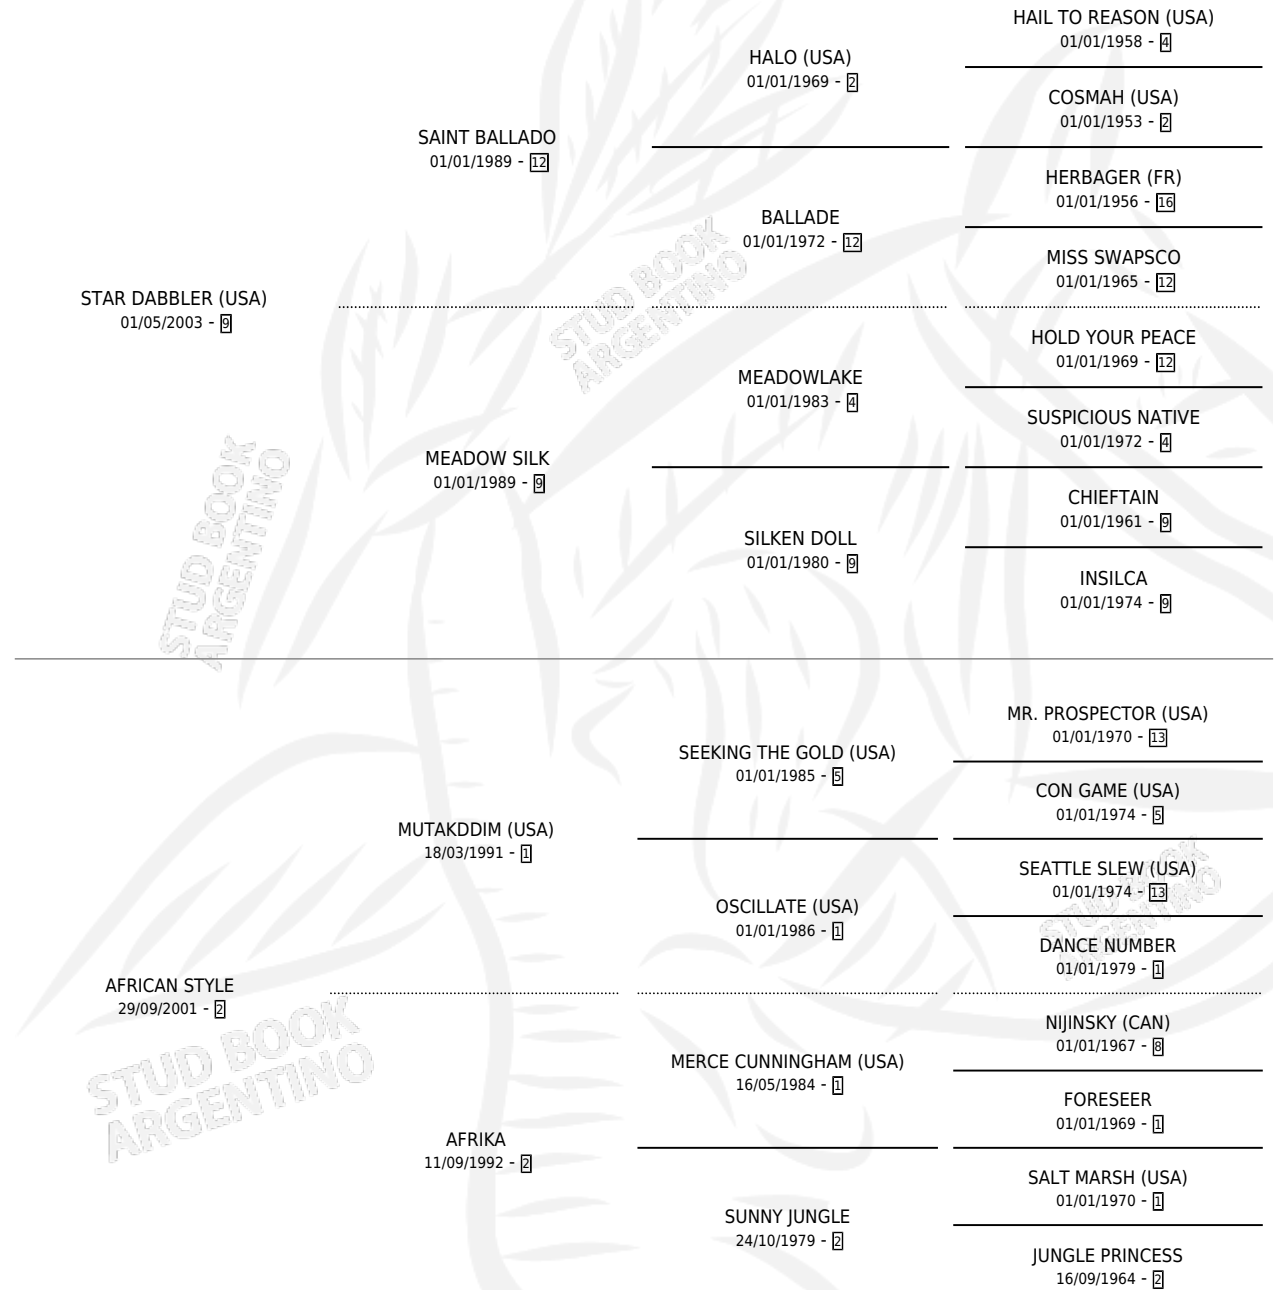 HAIL TO REASON (USA)
01/01/1958 - 4
HALO (USA)
01/01/1969 - 2
COSMAH (USA)
01/01/1953 - 2
SAINT BALLADO
01/01/1989 - 12
HERBAGER (FR)
01/01/1956 - 16
BALLADE
01/01/1972 - 12
MISS SWAPSCO
01/01/1965 - 12
STAR DABBLER (USA)
01/05/2003 - 9
HOLD YOUR PEACE
01/01/1969 - 12
MEADOWLAKE
01/01/1983 - 4
SUSPICIOUS NATIVE
01/01/1972 - 4
MEADOW SILK
01/01/1989 - 9
CHIEFTAIN
01/01/1961 - 9
SILKEN DOLL
01/01/1980 - 9
INSILCA
01/01/1974 - 9
MR. PROSPECTOR (USA)
01/01/1970 - 13
SEEKING THE GOLD (USA)
01/01/1985 - 5
CON GAME (USA)
01/01/1974 - 5
MUTAKDDIM (USA)
18/03/1991 - 1
SEATTLE SLEW (USA)
01/01/1974 - 13
OSCILLATE (USA)
01/01/1986 - 1
DANCE NUMBER
01/01/1979 - 1
AFRICAN STYLE
29/09/2001 - 2
NIJINSKY (CAN)
01/01/1967 - 8
MERCE CUNNINGHAM (USA)
16/05/1984 - 1
FORESEER
01/01/1969 - 1
AFRIKA
11/09/1992 - 2
SALT MARSH (USA)
01/01/1970 - 1
SUNNY JUNGLE
24/10/1979 - 2
JUNGLE PRINCESS
16/09/1964 - 2
STUD BOOK
ARGENTINO
STUD BOOK
ARGENTINO
STUD BOOK
ARGENTINO
STUD BOOK
ARGENTINO